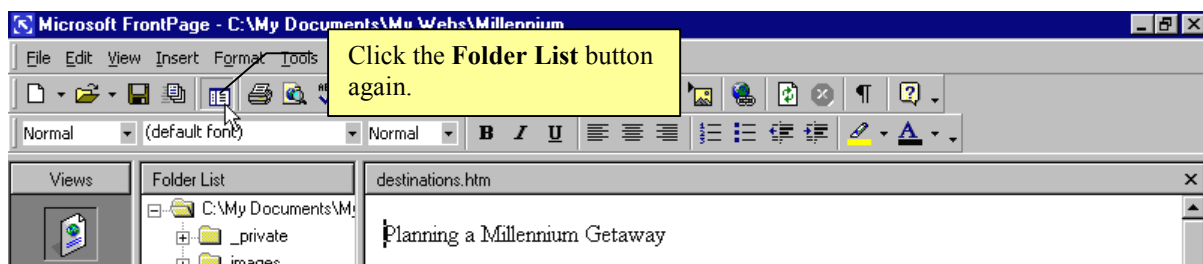 Microsoft FrontPage - C:\My Documents\My Webs\Millennium
File Edit View Insert Format Tools
Click the Folder List button
again.
Normal (default font) Normal B I U A
Views Folder List destinations.htm
C:\My Documents\My
_private
Planning a Millennium Getaway
images